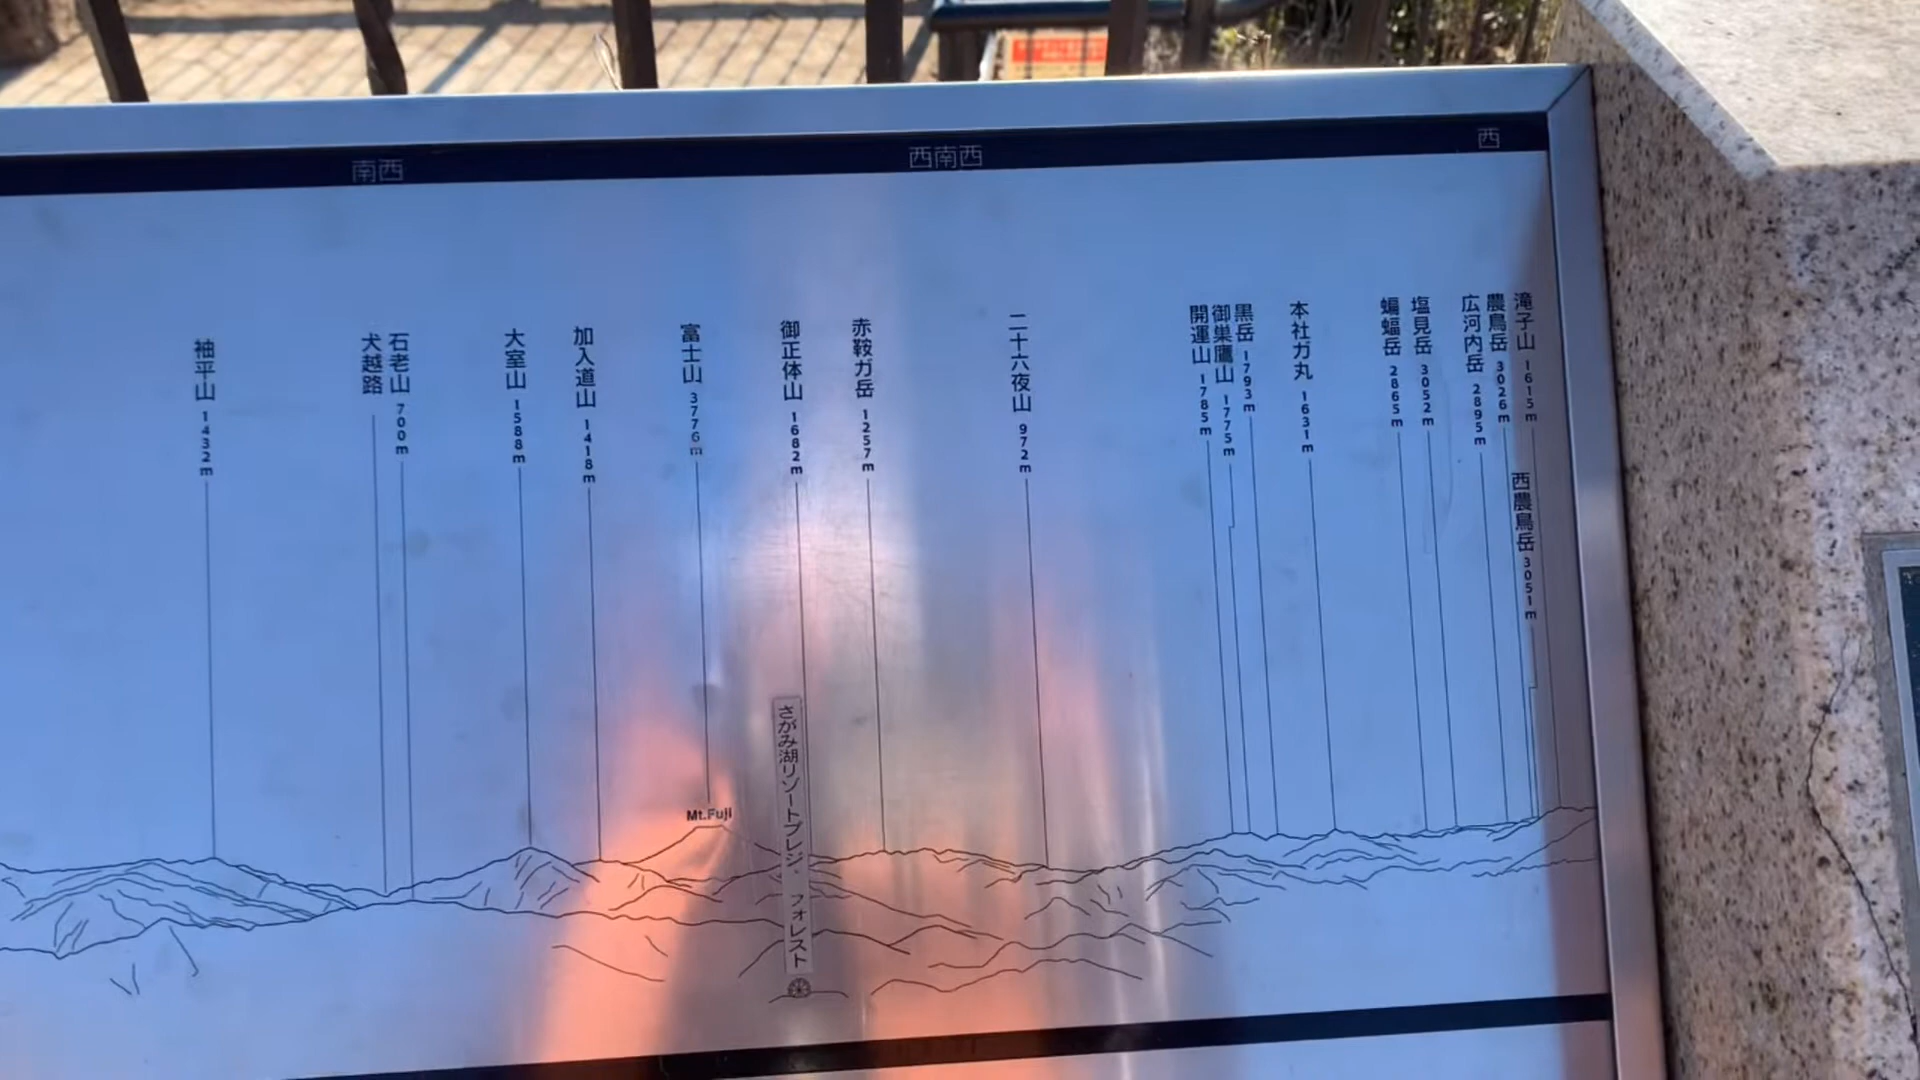 南西
西南西
西
袖平山 1432m
犬越路
石老山 700m
大室山 1588m
加入道山 1418m
富士山 3776m
御正体山 1682m
赤鞍ガ岳 1257m
二十六夜山 972m
開運山 1785m
御巣鷹山 1775m
黒岳 1793m
本社ガ丸 1631m
蝙蝠岳 2865m
塩見岳 3052m
広河内岳 2895m
農鳥岳 3026m
滝子山 1615m
西農鳥岳 3051m
Mt.Fuji
さがみ湖リゾートプレジャーフォレスト